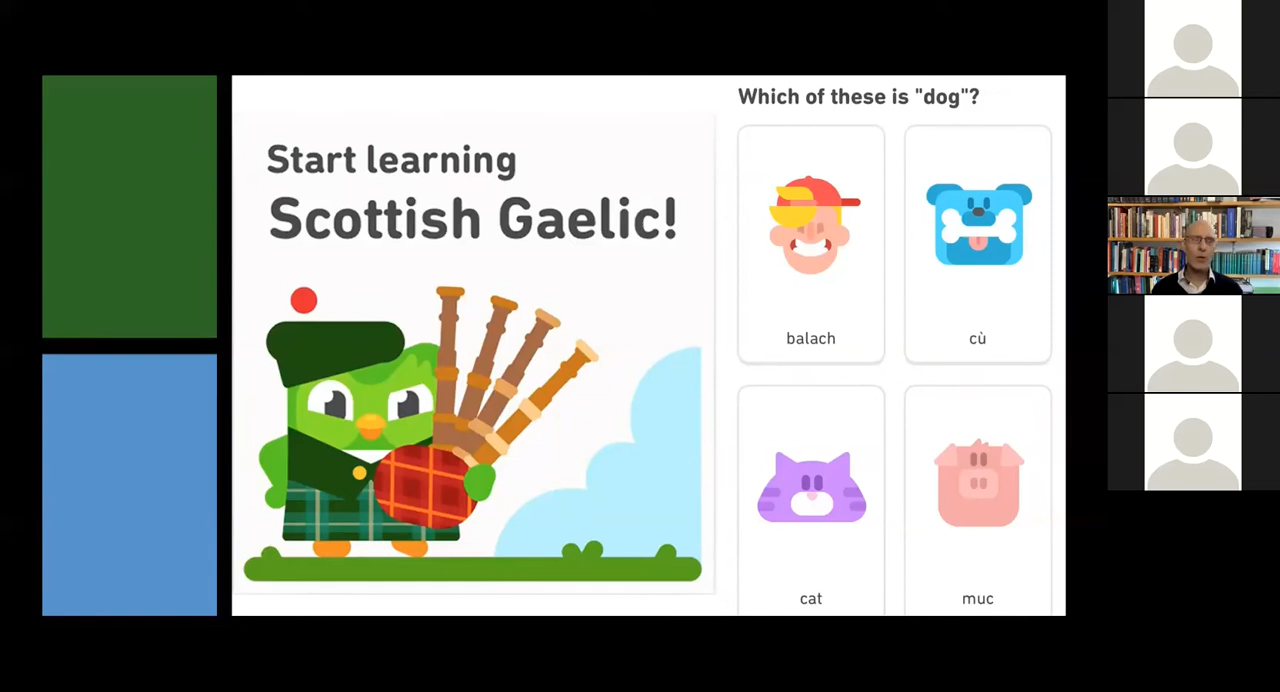 Start learning
Scottish Gaelic!
Which of these is "dog"?
balach
cù
cat
muc